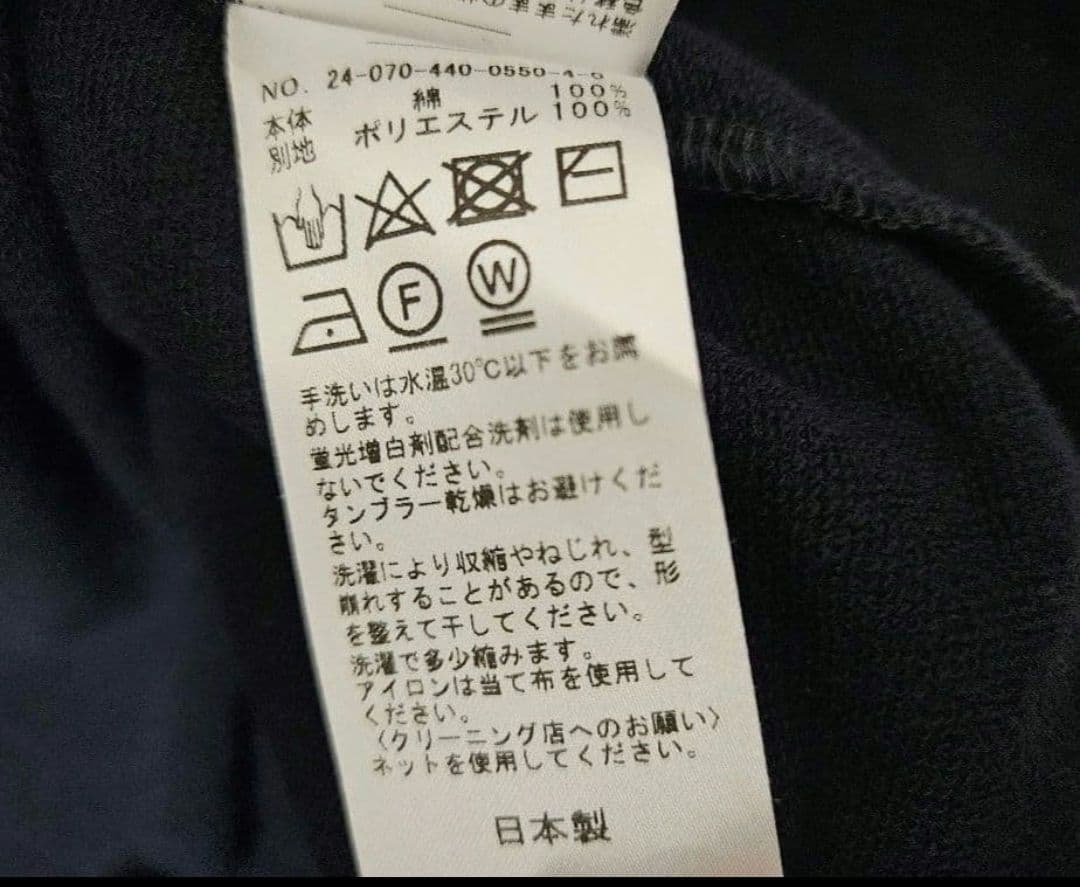 濡れたまま
NO. 24-070-440-0550-4-6
本体 綿 100%
別地 ポリエステル 100%
F W
手洗いは水温30℃以下をお薦
めします。
蛍光増白剤配合洗剤は使用し
ないでください。
タンブラー乾燥はお避けくだ
さい。
洗濯により収縮やねじれ、型
崩れすることがあるので、形
を整えて干してください。
洗濯で多少縮みます。
アイロンは当て布を使用して
ください。
〈クリーニング店へのお願い〉
ネットを使用してください。
日本製